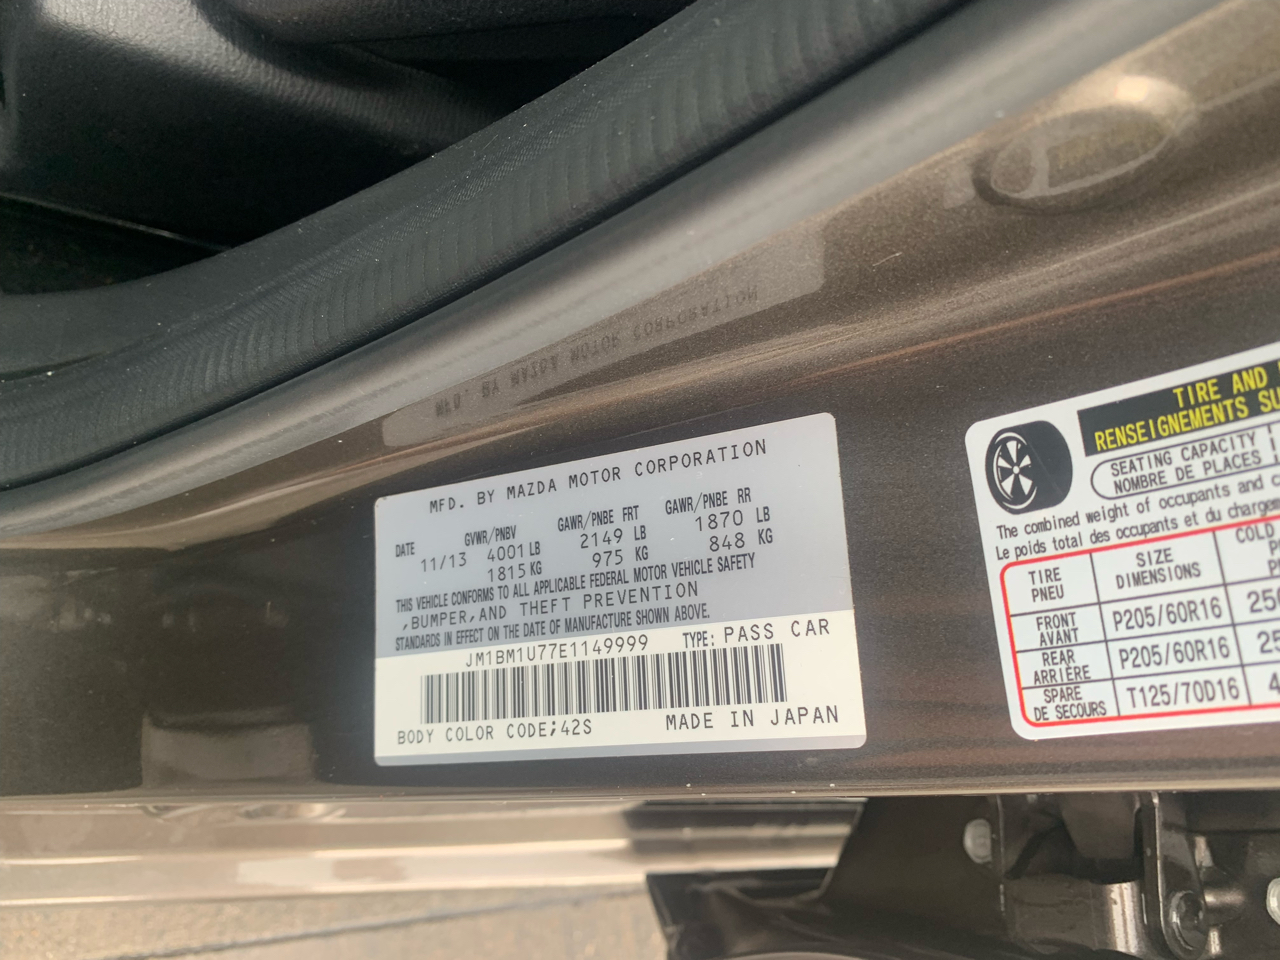 MFD. BY MAZDA MOTOR CORPORATION
DATE GVWR/PNBV GAWR/PNBE FRT GAWR/PNBE RR
11/13 4001 LB 2149 LB 1870 LB
1815 KG 975 KG 848 KG
THIS VEHICLE CONFORMS TO ALL APPLICABLE FEDERAL MOTOR VEHICLE SAFETY
,BUMPER,AND THEFT PREVENTION
STANDARDS IN EFFECT ON THE DATE OF MANUFACTURE SHOWN ABOVE.
JM1BM1U77E1149999 TYPE: PASS CAR
BODY COLOR CODE;42S MADE IN JAPAN
TIRE AND
RENSEIGNEMENTS
SEATING CAPACITY
NOMBRE DE PLACES
The combined weight of occupants and
Le poids total des occupants et du
TIRE SIZE COLD
PNEU DIMENSIONS
FRONT P205/60R16
AVANT
REAR P205/60R16
ARRIÈRE
SPARE T125/70D16
DE SECOURS